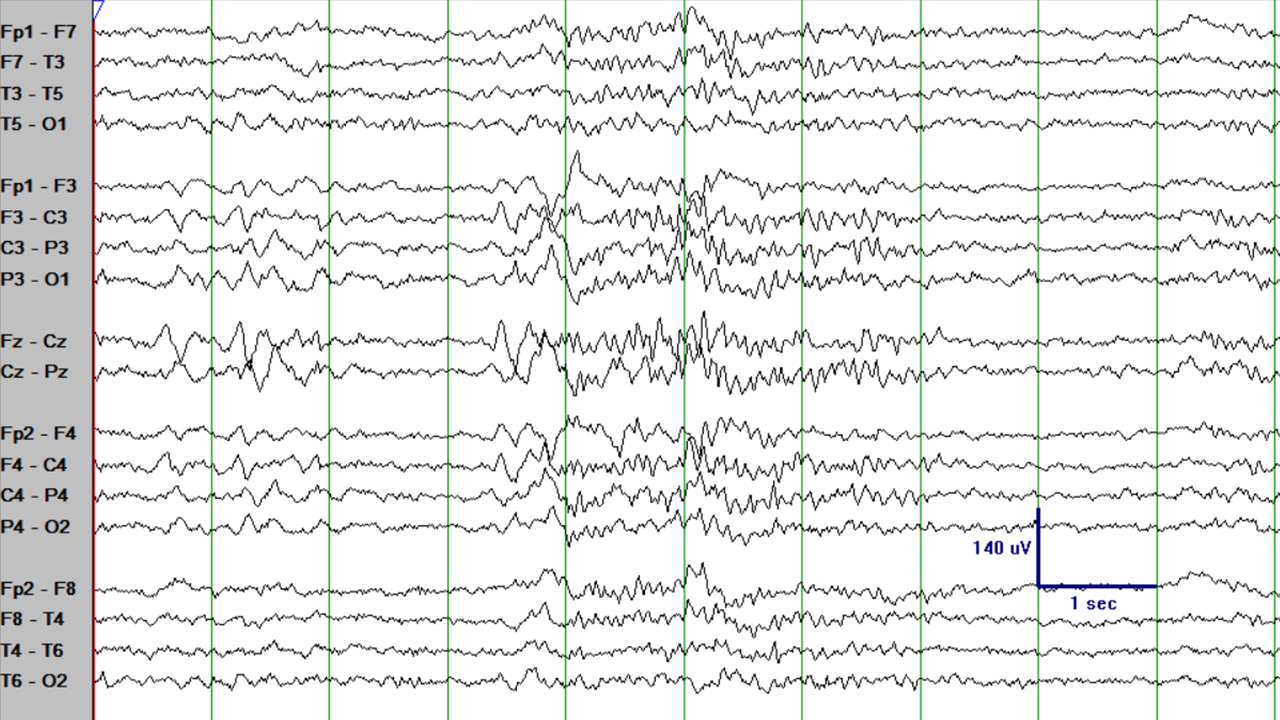 Fp1 - F7
F7 - T3
T3 - T5
T5 - O1
Fp1 - F3
F3 - C3
C3 - P3
P3 - O1
Fz - Cz
Cz - Pz
Fp2 - F4
F4 - C4
C4 - P4
P4 - O2
140 uV
Fp2 - F8
1 sec
F8 - T4
T4 - T6
T6 - O2